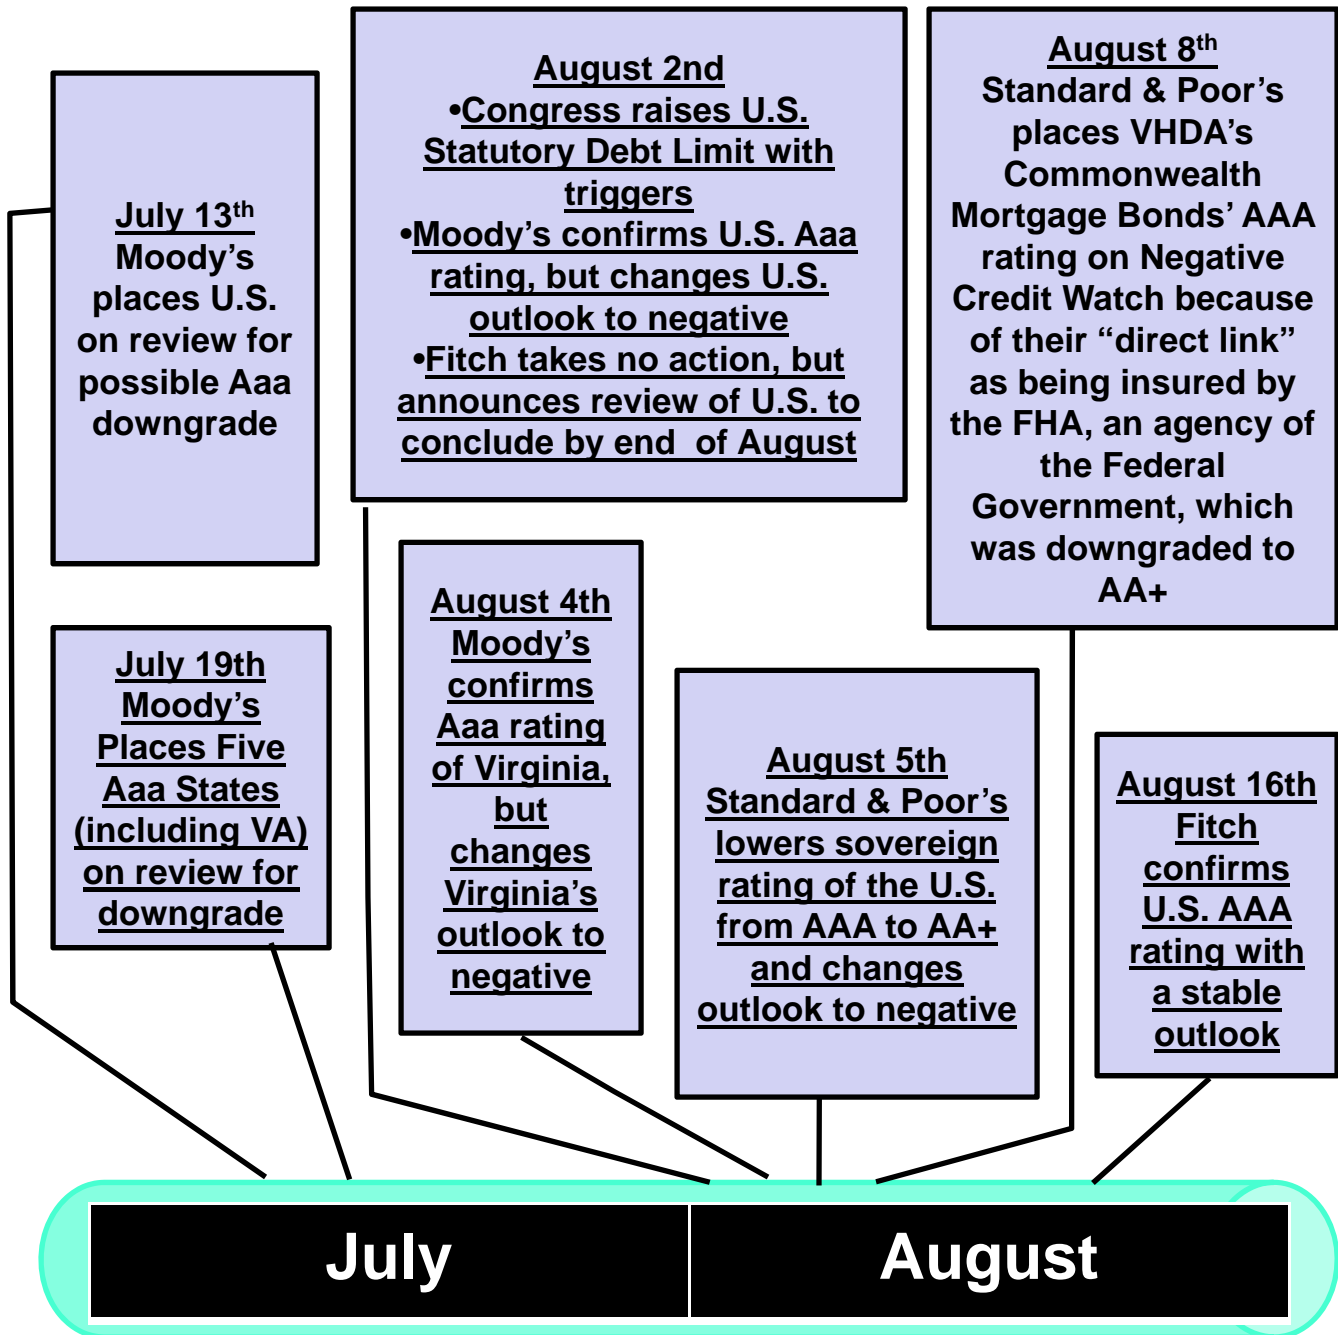 July 13th
Moody’s
places U.S.
on review for
possible Aaa
downgrade
July 19th
Moody’s
Places Five
Aaa States
(including VA)
on review for
downgrade
August 2nd
•Congress raises U.S.
Statutory Debt Limit with
triggers
•Moody’s confirms U.S. Aaa
rating, but changes U.S.
outlook to negative
•Fitch takes no action, but
announces review of U.S. to
conclude by end of August
August 4th
Moody’s
confirms
Aaa rating
of Virginia,
but
changes
Virginia’s
outlook to
negative
August 5th
Standard & Poor’s
lowers sovereign
rating of the U.S.
from AAA to AA+
and changes
outlook to negative
August 8th
Standard & Poor’s
places VHDA’s
Commonwealth
Mortgage Bonds’ AAA
rating on Negative
Credit Watch because
of their “direct link”
as being insured by
the FHA, an agency of
the Federal
Government, which
was downgraded to
AA+
August 16th
Fitch
confirms
U.S. AAA
rating with
a stable
outlook
July
August